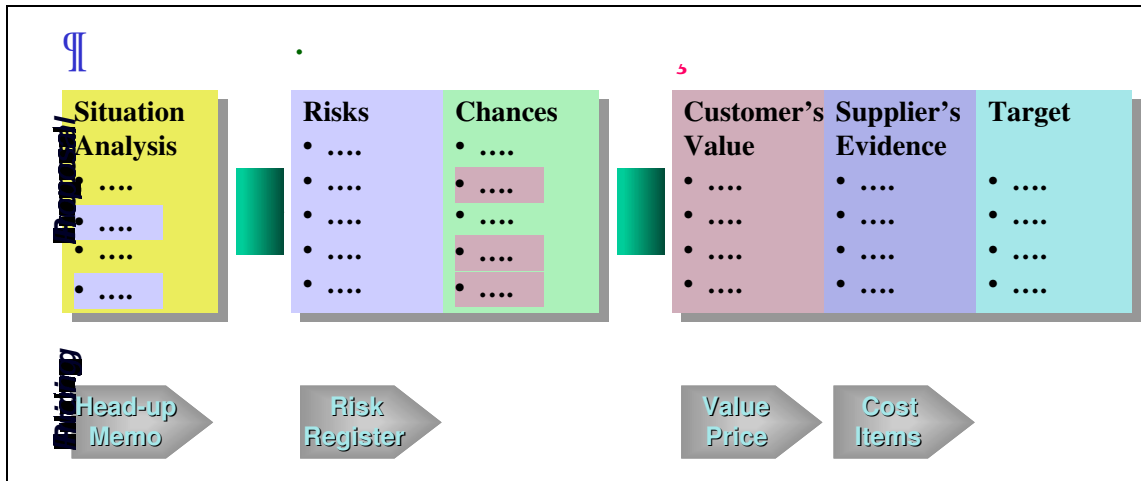 ¶
Situation
Analysis
• ....
• ....
• ....
• ....
Risks
• ....
• ....
• ....
• ....
• ....
Chances
• ....
• ....
• ....
• ....
• ....
Customer's
Value
• ....
• ....
• ....
• ....
Supplier's
Evidence
• ....
• ....
• ....
• ....
Target
• ....
• ....
• ....
• ....
Head-up
Memo
Risk
Register
Value
Price
Cost
Items